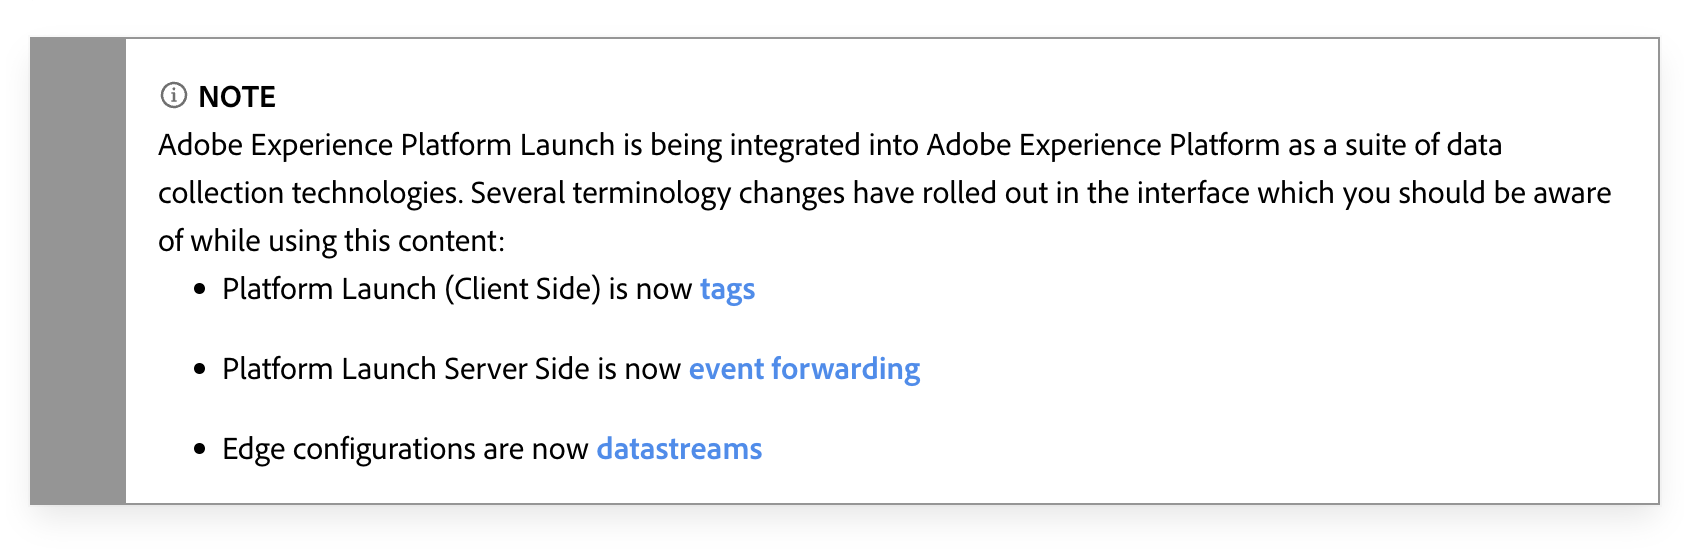 NOTE
Adobe Experience Platform Launch is being integrated into Adobe Experience Platform as a suite of data
collection technologies. Several terminology changes have rolled out in the interface which you should be aware
of while using this content:
• Platform Launch (Client Side) is now tags
• Platform Launch Server Side is now event forwarding
• Edge configurations are now datastreams